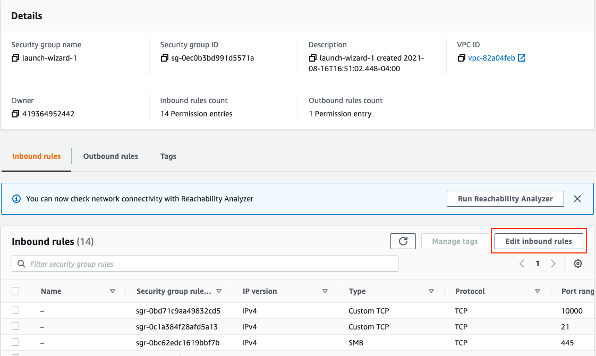 Details
Security group name
launch-wizard-1
Security group ID
sg-0ec0b3bd991d5571a
Description
launch-wizard-1 created 2021-
08-16T16:51:02.448-04:00
VPC ID
vpc-82a04feb
Owner
419364952442
Inbound rules count
14 Permission entries
Outbound rules count
1 Permission entry
Inbound rules Outbound rules Tags
You can now check network connectivity with Reachability Analyzer Run Reachability Analyzer
Inbound rules (14) Manage tags Edit inbound rules
Filter security group rules 1
Name Security group rule... IP version Type Protocol Port rang
– sgr-0bd71c9aa49832cd5 IPv4 Custom TCP TCP 10000
– sgr-0c1a384f28afd5a13 IPv4 Custom TCP TCP 21
– sgr-0bc62edc1619bbf7b IPv4 SMB TCP 445